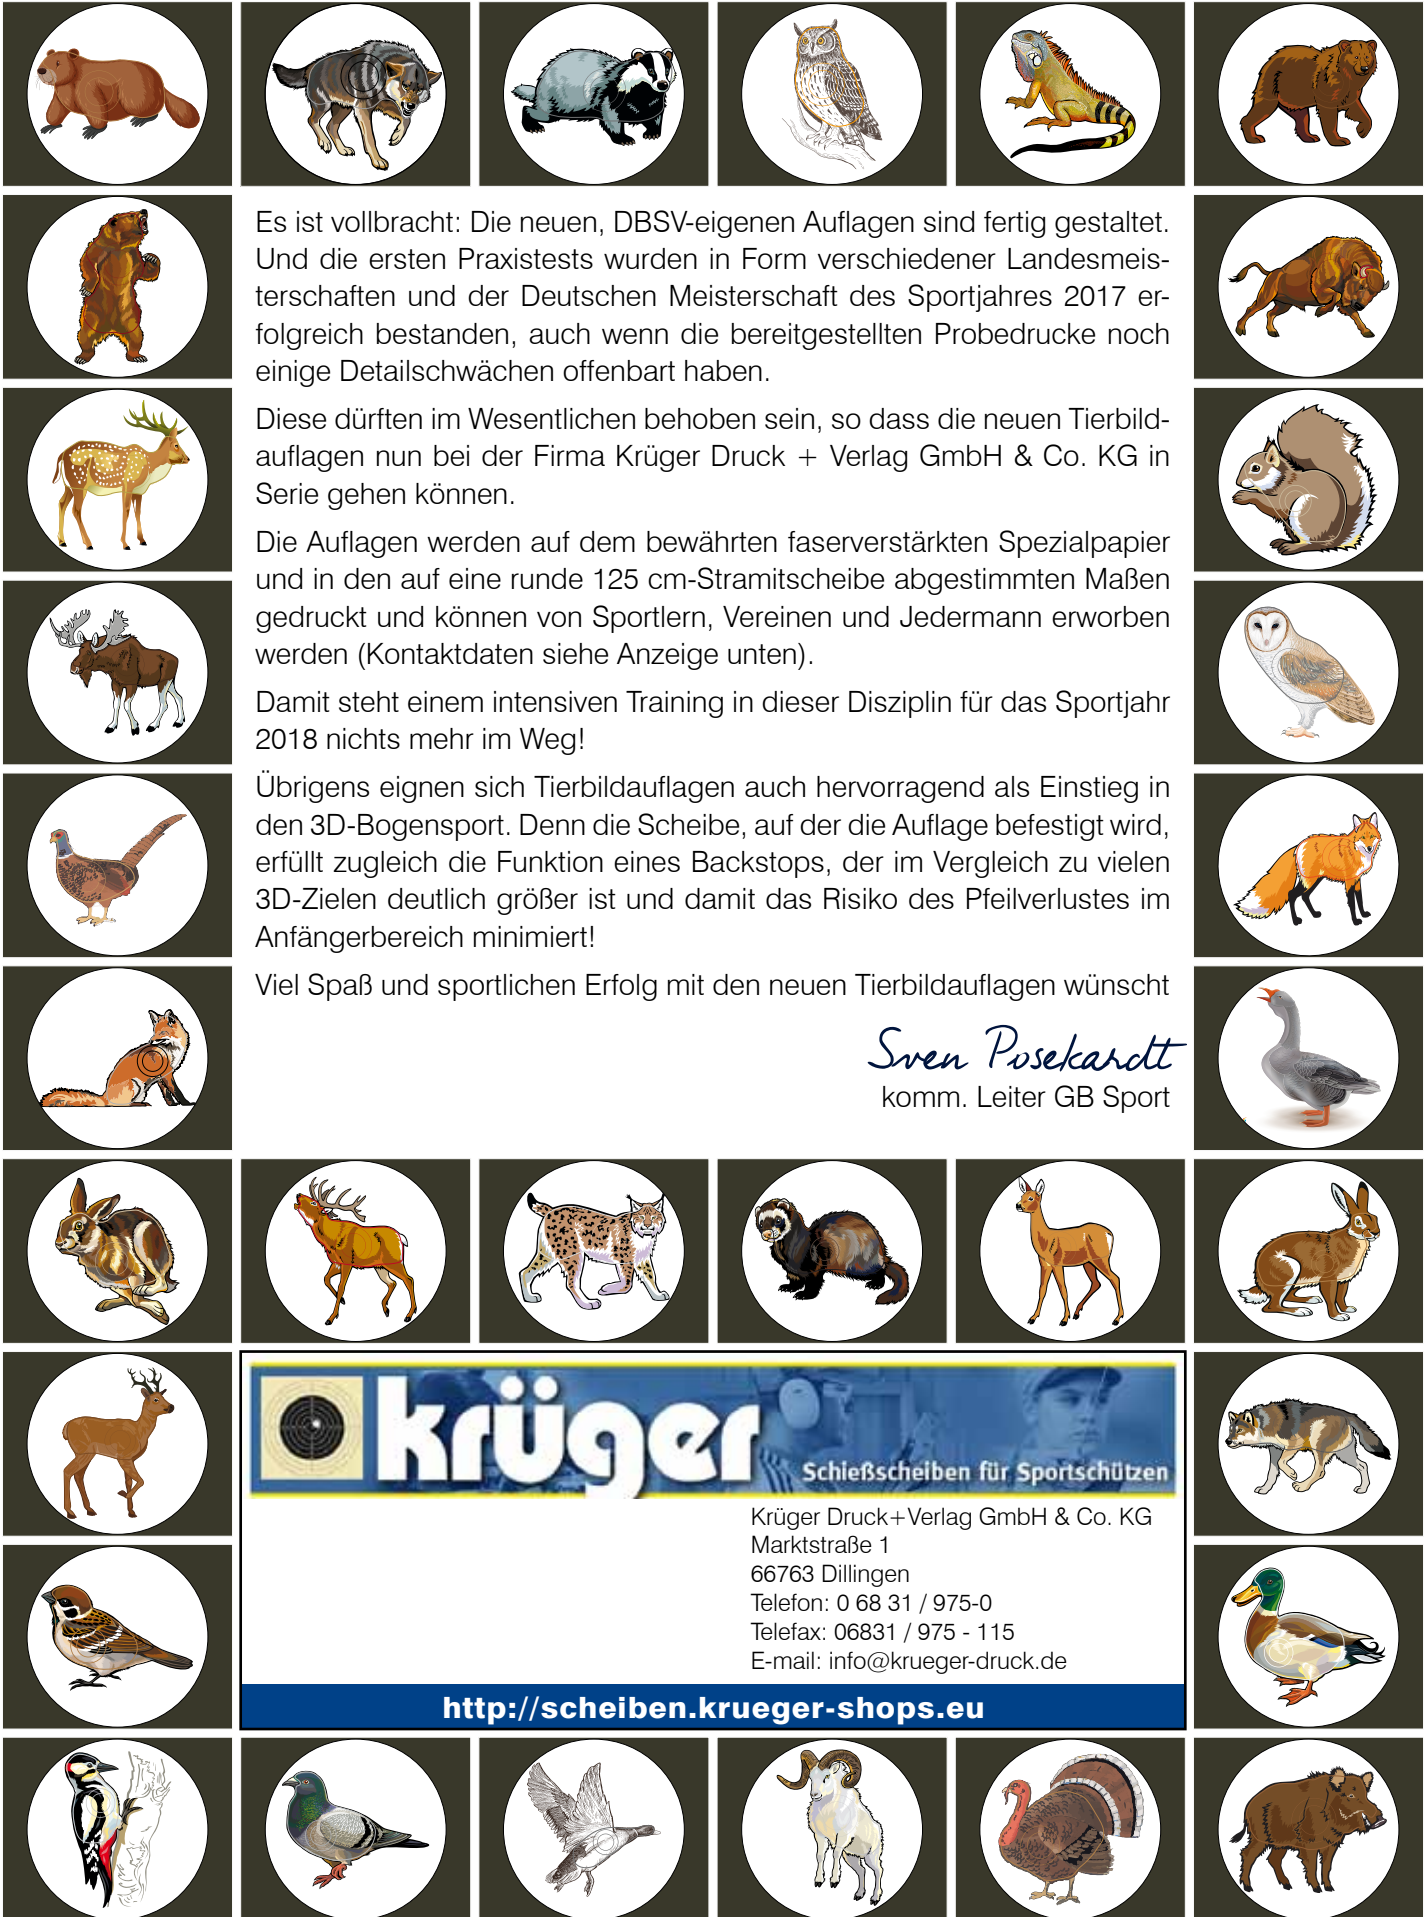 Es ist vollbracht: Die neuen, DBSV-eigenen Auflagen sind fertig gestaltet.
Und die ersten Praxistests wurden in Form verschiedener Landesmeis-
terschaften und der Deutschen Meisterschaft des Sportjahres 2017 er-
folgreich bestanden, auch wenn die bereitgestellten Probedrucke noch
einige Detailschwächen offenbart haben.
Diese dürften im Wesentlichen behoben sein, so dass die neuen Tierbild-
auflagen nun bei der Firma Krüger Druck + Verlag GmbH & Co. KG in
Serie gehen können.
Die Auflagen werden auf dem bewährten faserverstärkten Spezialpapier
und in den auf eine runde 125 cm-Stramitscheibe abgestimmten Maßen
gedruckt und können von Sportlern, Vereinen und Jedermann erworben
werden (Kontaktdaten siehe Anzeige unten).
Damit steht einem intensiven Training in dieser Disziplin für das Sportjahr
2018 nichts mehr im Weg!
Übrigens eignen sich Tierbildauflagen auch hervorragend als Einstieg in
den 3D-Bogensport. Denn die Scheibe, auf der die Auflage befestigt wird,
erfüllt zugleich die Funktion eines Backstops, der im Vergleich zu vielen
3D-Zielen deutlich größer ist und damit das Risiko des Pfeilverlustes im
Anfängerbereich minimiert!
Viel Spaß und sportlichen Erfolg mit den neuen Tierbildauflagen wünscht
Sven Posekardt
komm. Leiter GB Sport
krüger
Schießscheiben für Sportschützen
Krüger Druck+Verlag GmbH & Co. KG
Marktstraße 1
66763 Dillingen
Telefon: 0 68 31 / 975-0
Telefax: 06831 / 975 - 115
E-mail: info@krueger-druck.de
http://scheiben.krueger-shops.eu